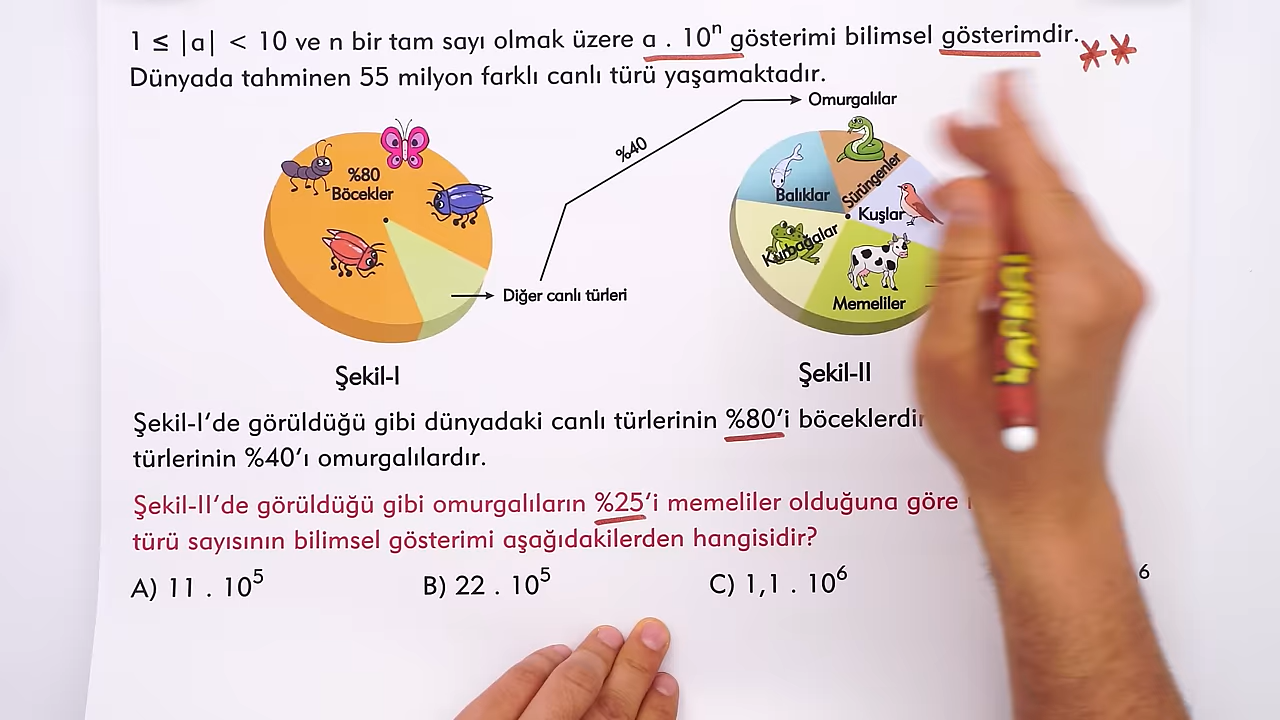 1 ≤ |a| < 10 ve n bir tam sayı olmak üzere a . 10ⁿ gösterimi bilimsel gösterimdir.
Dünyada tahminen 55 milyon farklı canlı türü yaşamaktadır.
Omurgalılar
%40
%80
Böcekler
Balıklar
Sürüngenler
Kuşlar
Kurbağalar
Memeliler
Diğer canlı türleri
Şekil-I
Şekil-II
Şekil-I'de görüldüğü gibi dünyadaki canlı türlerinin %80'i
türlerinin %40'ı omurgalılardır.
Şekil-II'de görüldüğü gibi omurgalıların %25'i memeliler olduğuna göre
türü sayısının bilimsel gösterimi aşağıdakilerden hangisidir?
A) 11 . 10⁵ B) 22 . 10⁵ C) 1,1 . 10⁶ ⁶